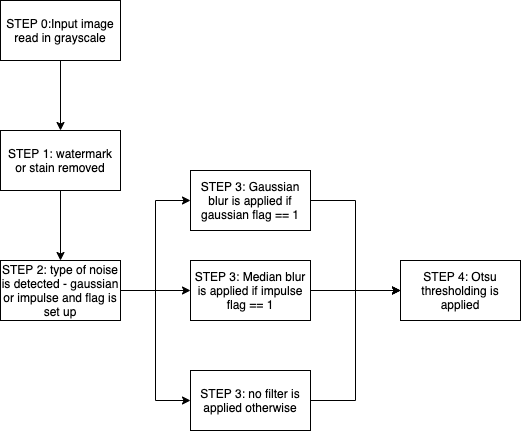 STEP 0:Input image
read in grayscale
STEP 1: watermark
or stain removed
STEP 2: type of noise
is detected - gaussian
or impulse and flag is
set up
STEP 3: Gaussian
blur is applied if
gaussian flag == 1
STEP 3: Median blur
is applied if impulse
flag == 1
STEP 3: no filter is
applied otherwise
STEP 4: Otsu
thresholding is
applied